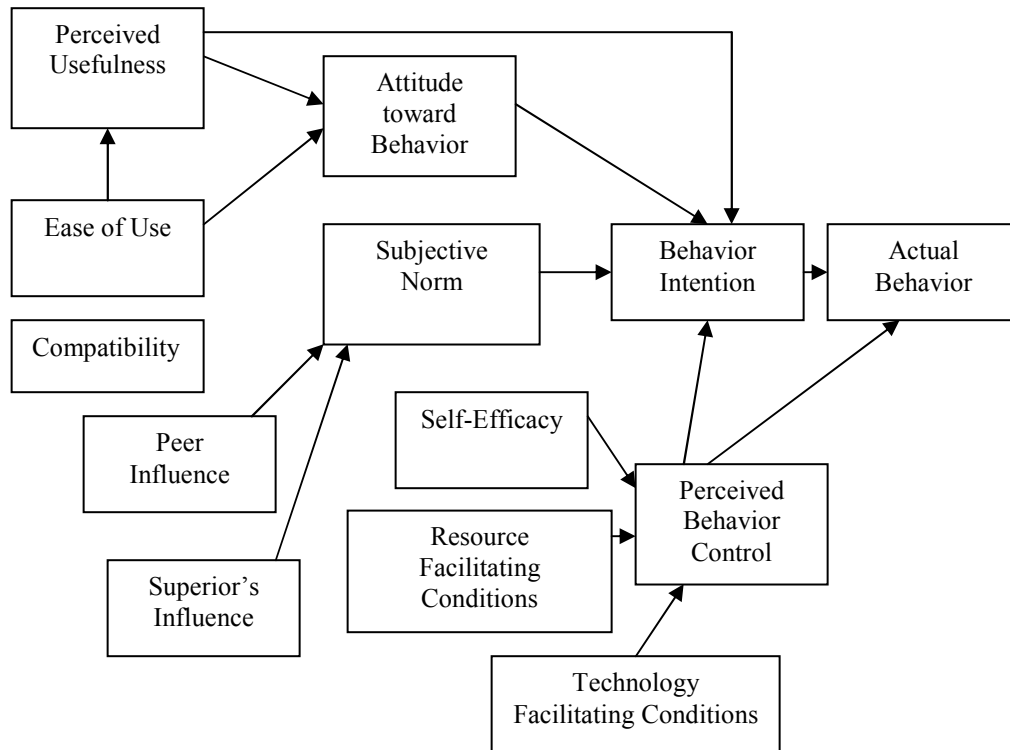 Perceived
Usefulness
Attitude
toward
Behavior
Ease of Use
Subjective
Norm
Behavior
Intention
Actual
Behavior
Compatibility
Peer
Influence
Self-Efficacy
Perceived
Behavior
Control
Resource
Facilitating
Conditions
Superior’s
Influence
Technology
Facilitating Conditions